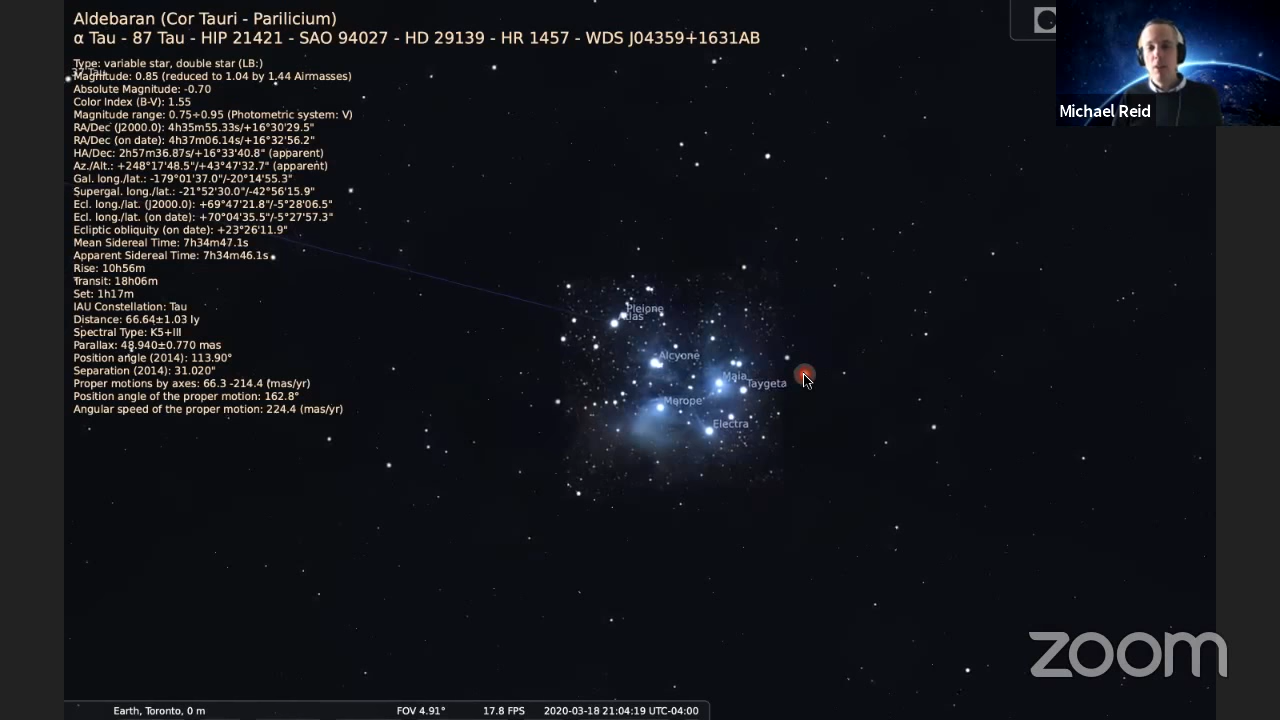 Aldebaran (Cor Tauri - Parilicium)
α Tau - 87 Tau - HIP 21421 - SAO 94027 - HD 29139 - HR 1457 - WDS J04359+1631AB
Type: variable star, double star (LB:)
Magnitude: 0.85 (reduced to 1.04 by 1.44 Airmasses)
Absolute Magnitude: -0.70
Color Index (B-V): 1.55
Magnitude range: 0.75÷0.95 (Photometric system: V)
RA/Dec (J2000.0): 4h35m55.33s/+16°30'29.5"
RA/Dec (on date): 4h37m06.14s/+16°32'56.2"
HA/Dec: 2h57m36.87s/+16°33'40.8" (apparent)
Az./Alt.: +248°17'48.5"/+43°47'32.7" (apparent)
Gal. long./lat.: -179°01'37.0"/-20°14'55.3"
Supergal. long./lat.: -21°52'30.0"/-42°56'15.9"
Ecl. long./lat. (J2000.0): +69°47'21.8"/-5°28'06.5"
Ecl. long./lat. (on date): +70°04'35.5"/-5°27'57.3"
Ecliptic obliquity (on date): +23°26'11.9"
Mean Sidereal Time: 7h34m47.1s
Apparent Sidereal Time: 7h34m46.1s
Rise: 10h56m
Transit: 18h06m
Set: 1h17m
IAU Constellation: Tau
Distance: 66.64±1.03 ly
Spectral Type: K5+III
Parallax: 48.940±0.770 mas
Position angle (2014): 113.90°
Separation (2014): 31.020"
Proper motions by axes: 66.3 -214.4 (mas/yr)
Position angle of the proper motion: 162.8°
Angular speed of the proper motion: 224.4 (mas/yr)
Michael Reid
Pleione
Atlas
Alcyone
Maia
Taygeta
Merope
Electra
zoom
Earth, Toronto, 0 m FOV 4.91° 17.8 FPS 2020-03-18 21:04:19 UTC-04:00